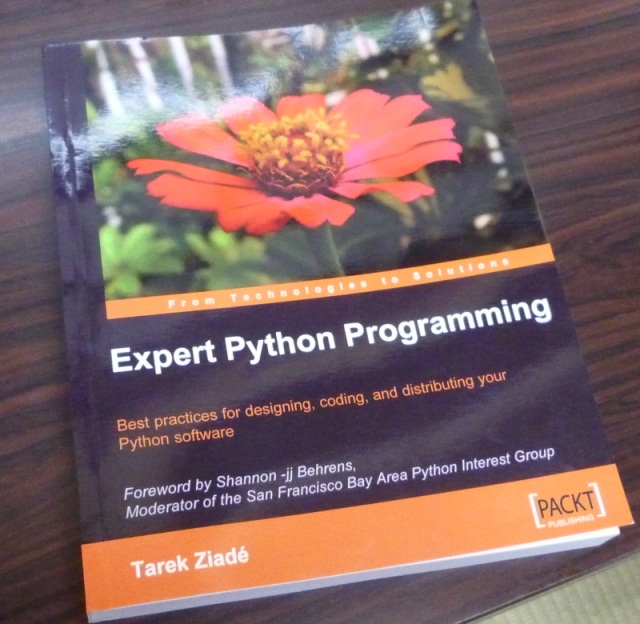 From Technologies to Solutions
Expert Python Programming
Best practices for designing, coding, and distributing your
Python software
Foreword by Shannon -jj Behrens,
Moderator of the San Francisco Bay Area Python Interest Group
[PACKT]
PUBLISHING
Tarek Ziadé